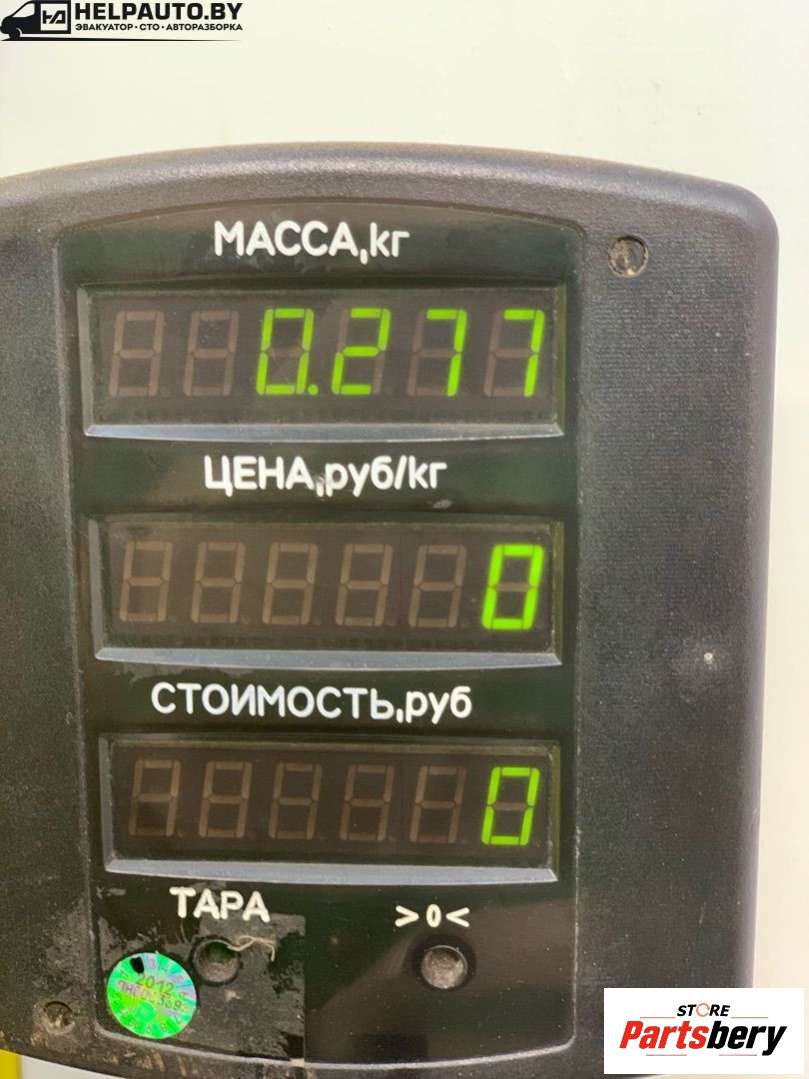 HELPAUTO.BY
ЭВАКУАТОР • СТО • АВТОРАЗБОРКА
МАССА,кг
0.277
ЦЕНА,руб/кг
0
СТОИМОСТЬ,руб
0
ТАРА >0<
2012
STORE
Partsbery